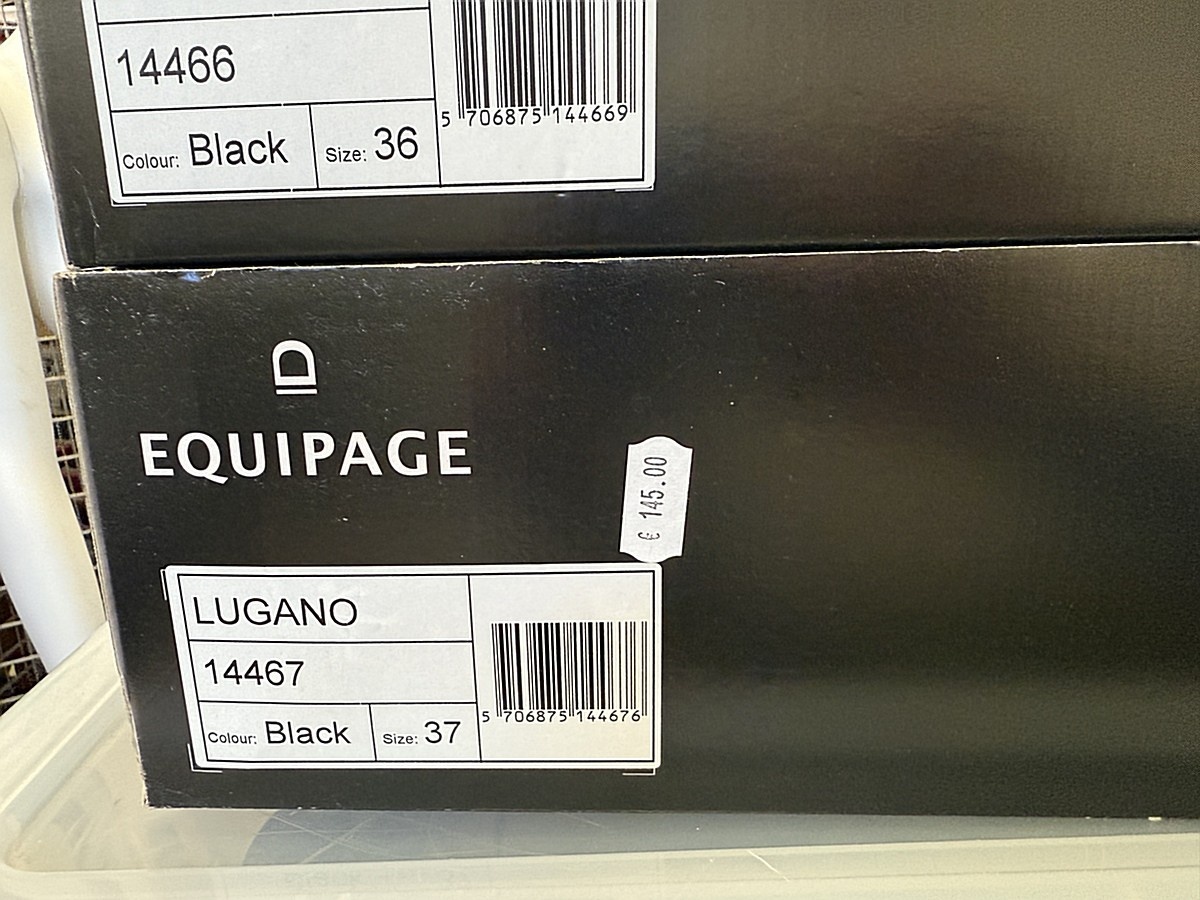 14466
Colour: Black
Size: 36
5 706875 144669
EQUIPAGE
€ 145.00
LUGANO
14467
Colour: Black
Size: 37
5 706875 144676